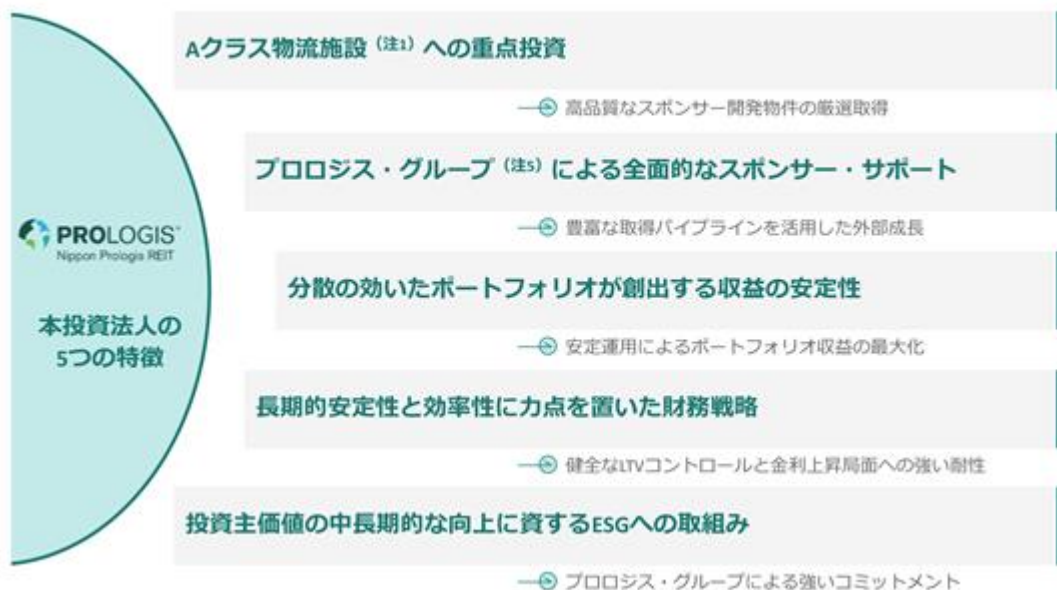 Aクラス物流施設（注1）への重点投資
高品質なスポンサー開発物件の厳選取得
プロロジス・グループ（注5）による全面的なスポンサー・サポート
豊富な取得パイプラインを活用した外部成長
PROLOGIS
Nippon Prologis REIT
本投資法人の
5つの特徴
分散の効いたポートフォリオが創出する収益の安定性
安定運用によるポートフォリオ収益の最大化
長期的安定性と効率性に力点を置いた財務戦略
健全なLTVコントロールと金利上昇局面への強い耐性
投資主価値の中長期的な向上に資するESGへの取組み
プロロジス・グループによる強いコミットメント